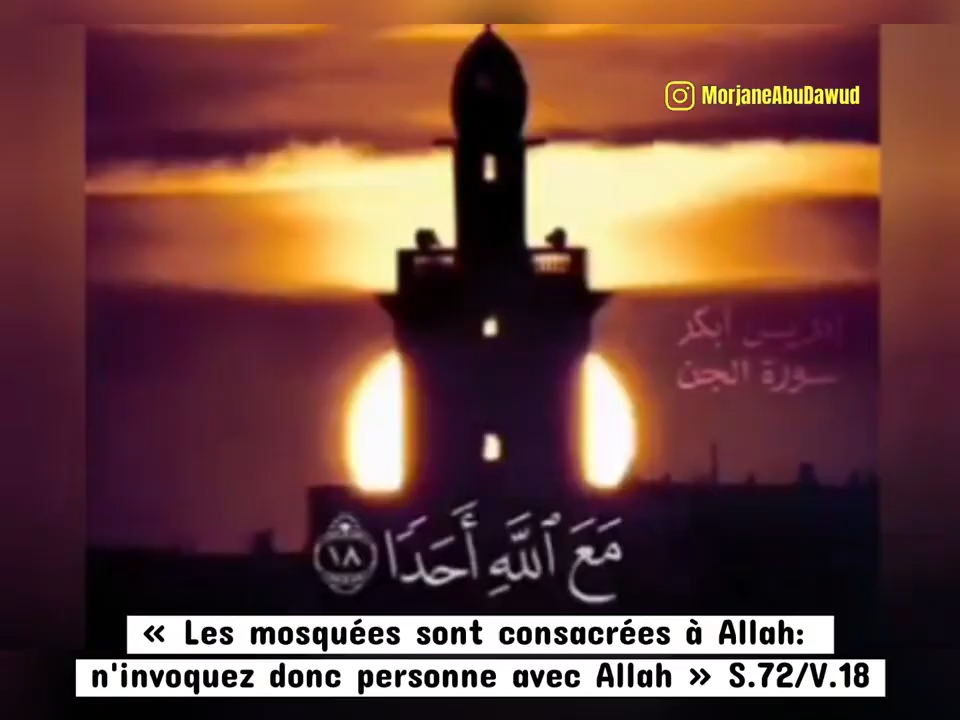 MorjaneAbuDawud
إدريس أبكر
سورة الجن
مَعَ ٱللَّهِ أَحَدًا ١٨
« Les mosquées sont consacrées à Allah:
n'invoquez donc personne avec Allah » S.72/V.18